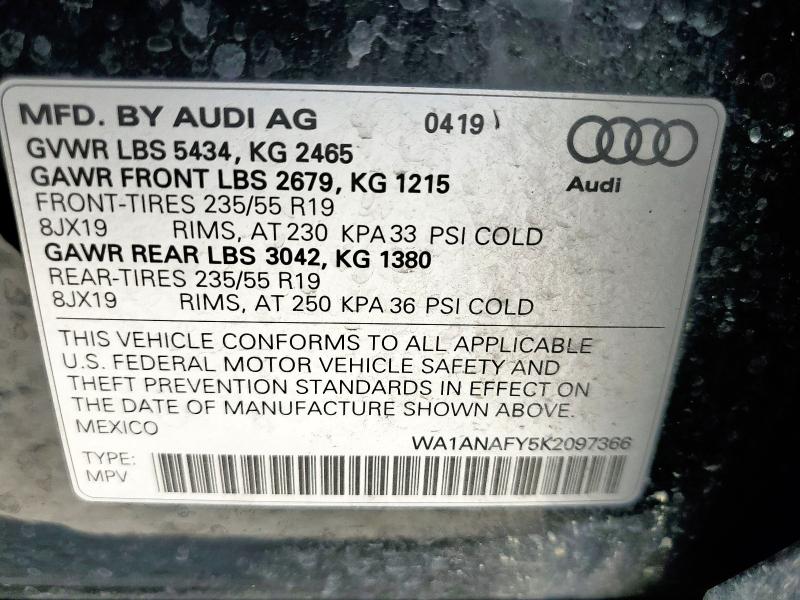 MFD. BY AUDI AG 0419
GVWR LBS 5434, KG 2465
Audi
GAWR FRONT LBS 2679, KG 1215
FRONT-TIRES 235/55 R19
8JX19 RIMS, AT 230 KPA 33 PSI COLD
GAWR REAR LBS 3042, KG 1380
REAR-TIRES 235/55 R19
8JX19 RIMS, AT 250 KPA 36 PSI COLD
THIS VEHICLE CONFORMS TO ALL APPLICABLE
U.S. FEDERAL MOTOR VEHICLE SAFETY AND
THEFT PREVENTION STANDARDS IN EFFECT ON
THE DATE OF MANUFACTURE SHOWN ABOVE.
MEXICO
WA1ANAFY5K2097366
TYPE:
MPV